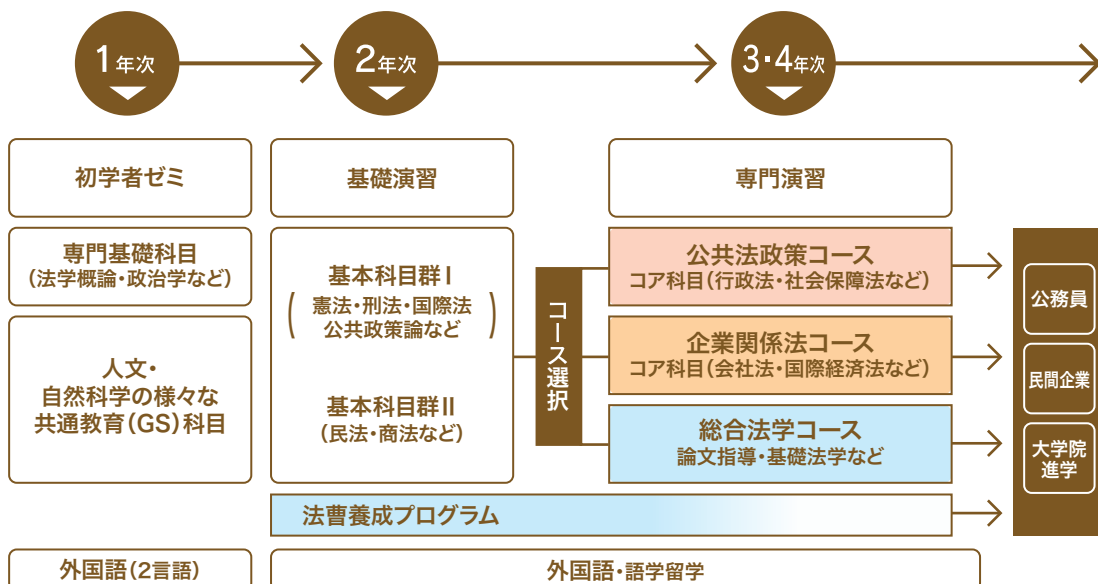 1年次
2年次
3・4年次
初学者ゼミ
基礎演習
専門演習
専門基礎科目
(法学概論・政治学など)
人文・
自然科学の様々な
共通教育(GS)科目
基本科目群Ⅰ
(憲法・刑法・国際法
公共政策論など)
基本科目群Ⅱ
(民法・商法など)
コース選択
公共法政策コース
コア科目(行政法・社会保障法など)
企業関係法コース
コア科目(会社法・国際経済法など)
総合法学コース
論文指導・基礎法学など
公務員
民間企業
大学院
進学
法曹養成プログラム
外国語(2言語)
外国語・語学留学